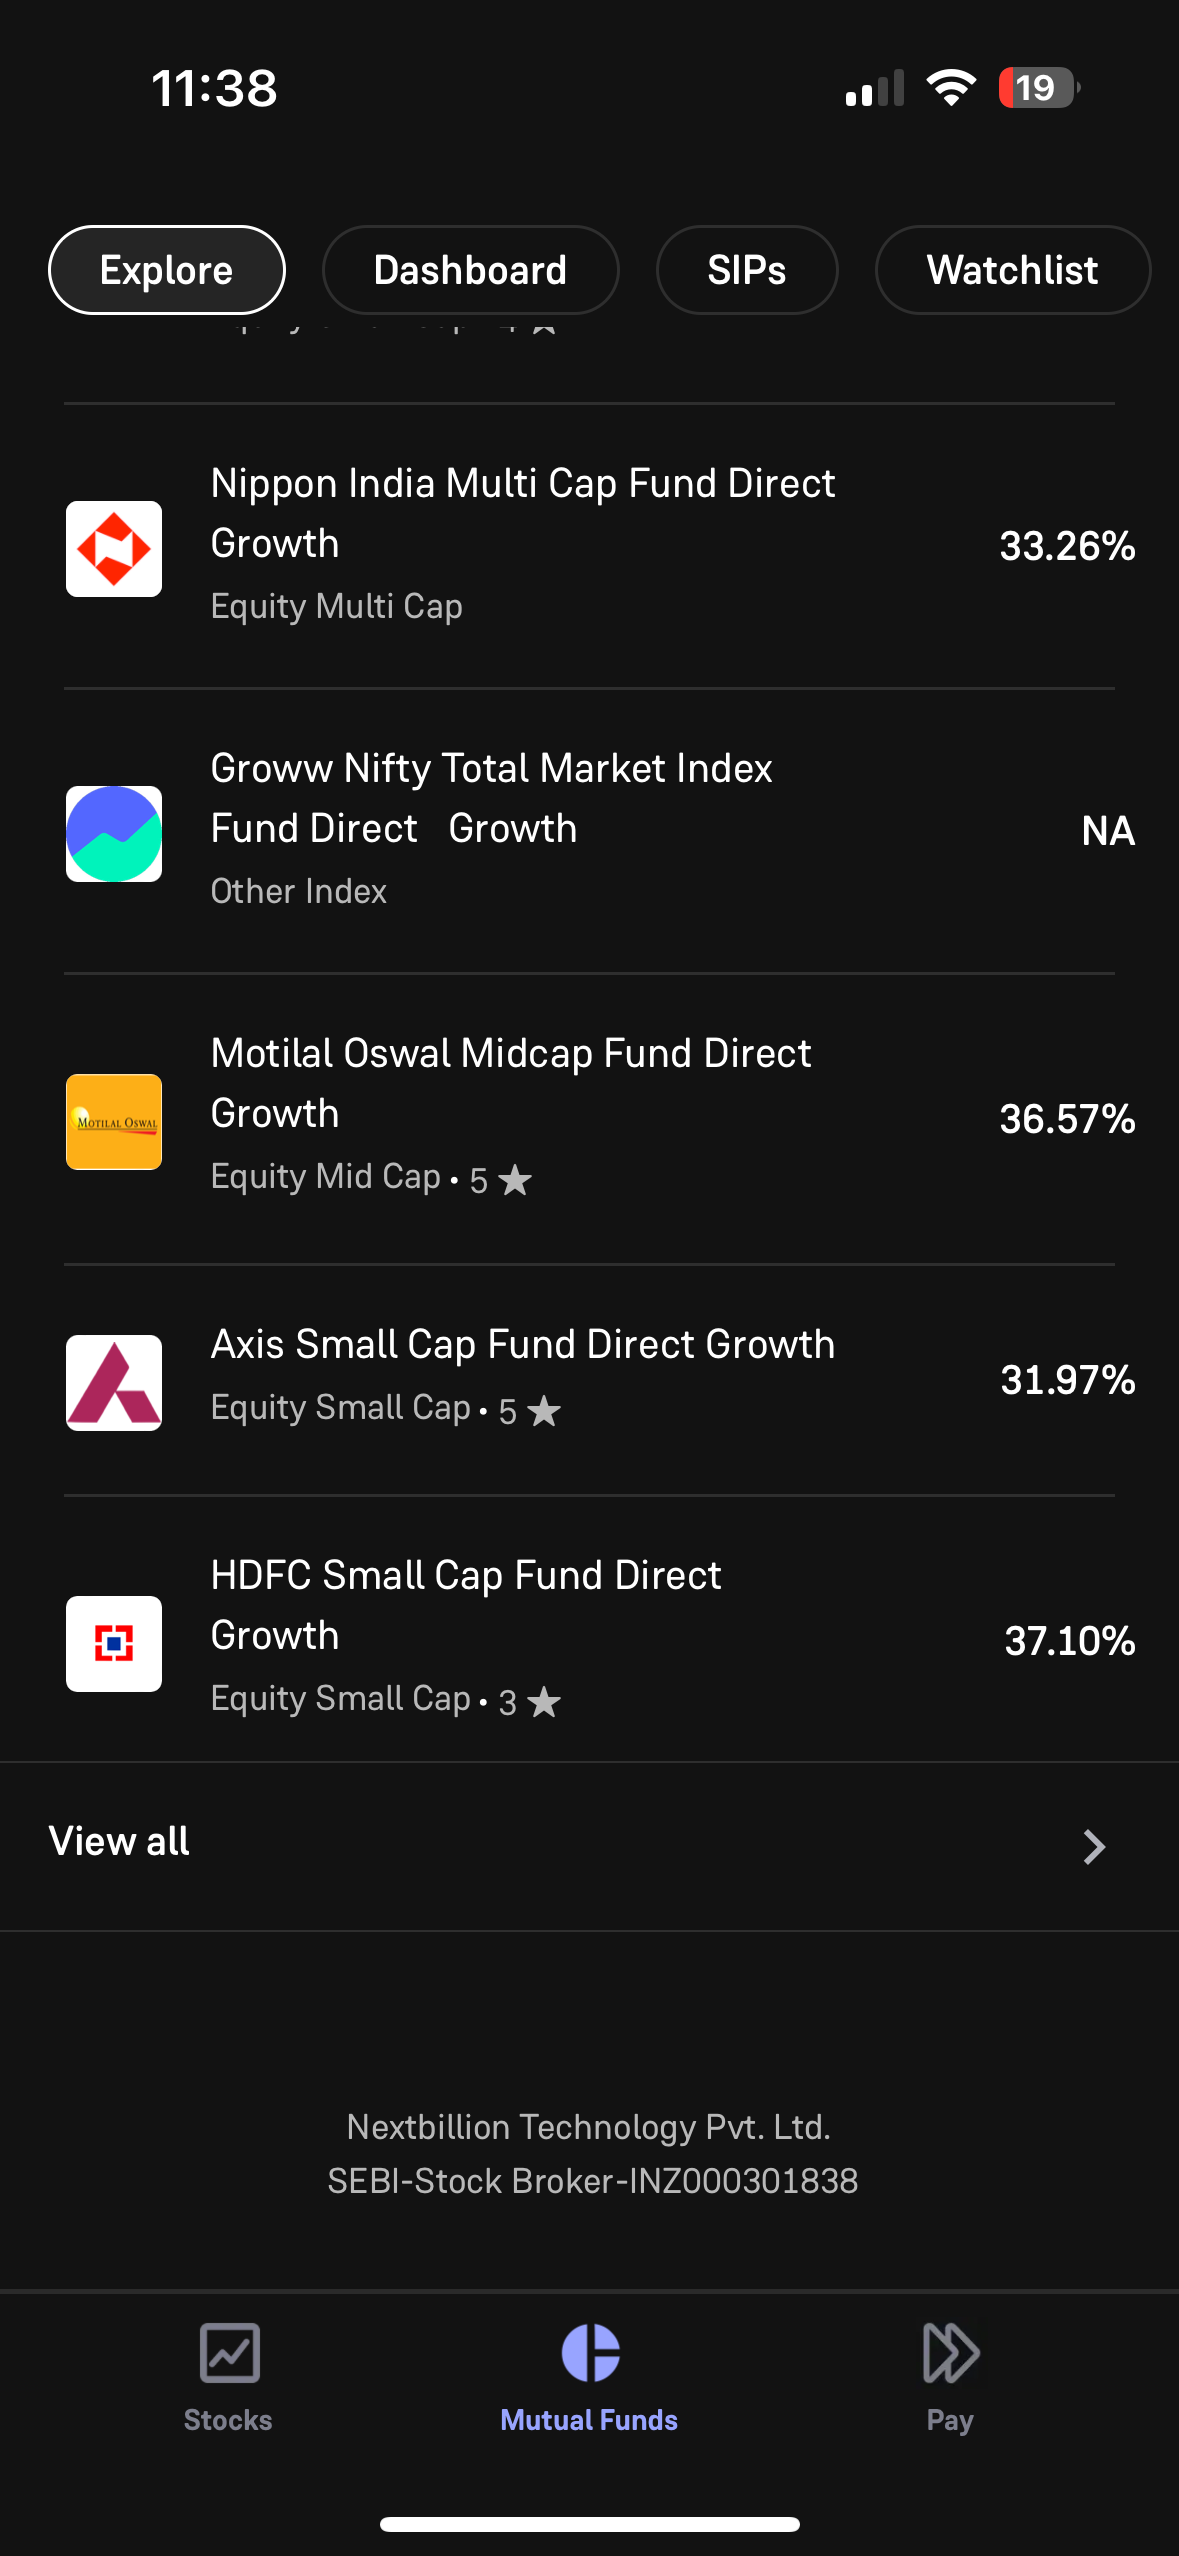 11:38
19
Explore
Dashboard
SIPs
Watchlist
Nippon India Multi Cap Fund Direct
Growth
33.26%
Equity Multi Cap
Groww Nifty Total Market Index
Fund Direct Growth
NA
Other Index
Motilal Oswal Midcap Fund Direct
Growth
MOTILAL OSWAL
36.57%
Equity Mid Cap • 5 ★
Axis Small Cap Fund Direct Growth
31.97%
Equity Small Cap • 5 ★
HDFC Small Cap Fund Direct
Growth
37.10%
Equity Small Cap • 3 ★
View all
Nextbillion Technology Pvt. Ltd.
SEBI-Stock Broker-INZ000301838
Stocks
Mutual Funds
Pay